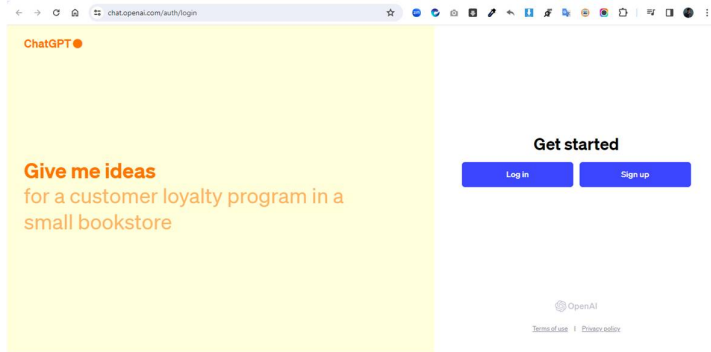 chat.openai.com/auth/login
ChatGPT
Give me ideas
for a customer loyalty program in a
small bookstore
Get started
Log in
Sign up
OpenAI
Terms of use | Privacy policy